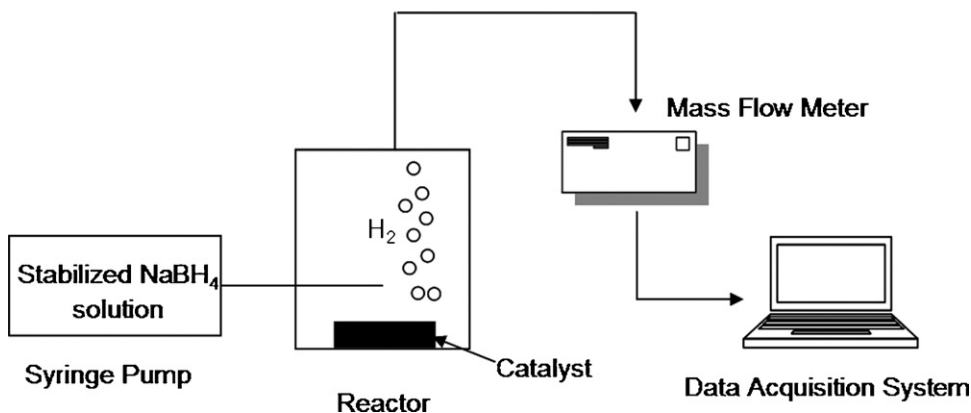 Mass Flow Meter
H₂
Stabilized NaBH₄
solution
Catalyst
Syringe Pump
Reactor
Data Acquisition System